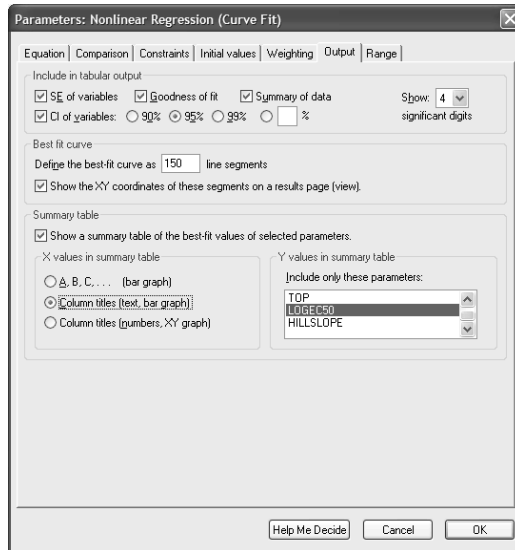 Parameters: Nonlinear Regression (Curve Fit)
Equation Comparison Constraints Initial values Weighting Output Range
Include in tabular output
SE of variables Goodness of fit Summary of data Show: 4
CI of variables: 90% 95% 99% % significant digits
Best fit curve
Define the best-fit curve as 150 line segments
Show the XY coordinates of these segments on a results page (view).
Summary table
Show a summary table of the best-fit values of selected parameters.
X values in summary table
A, B, C, . . . (bar graph)
Column titles (text, bar graph)
Column titles (numbers, XY graph)
Y values in summary table
Include only these parameters:
TOP
LOGEC50
HILLSLOPE
Help Me Decide Cancel OK